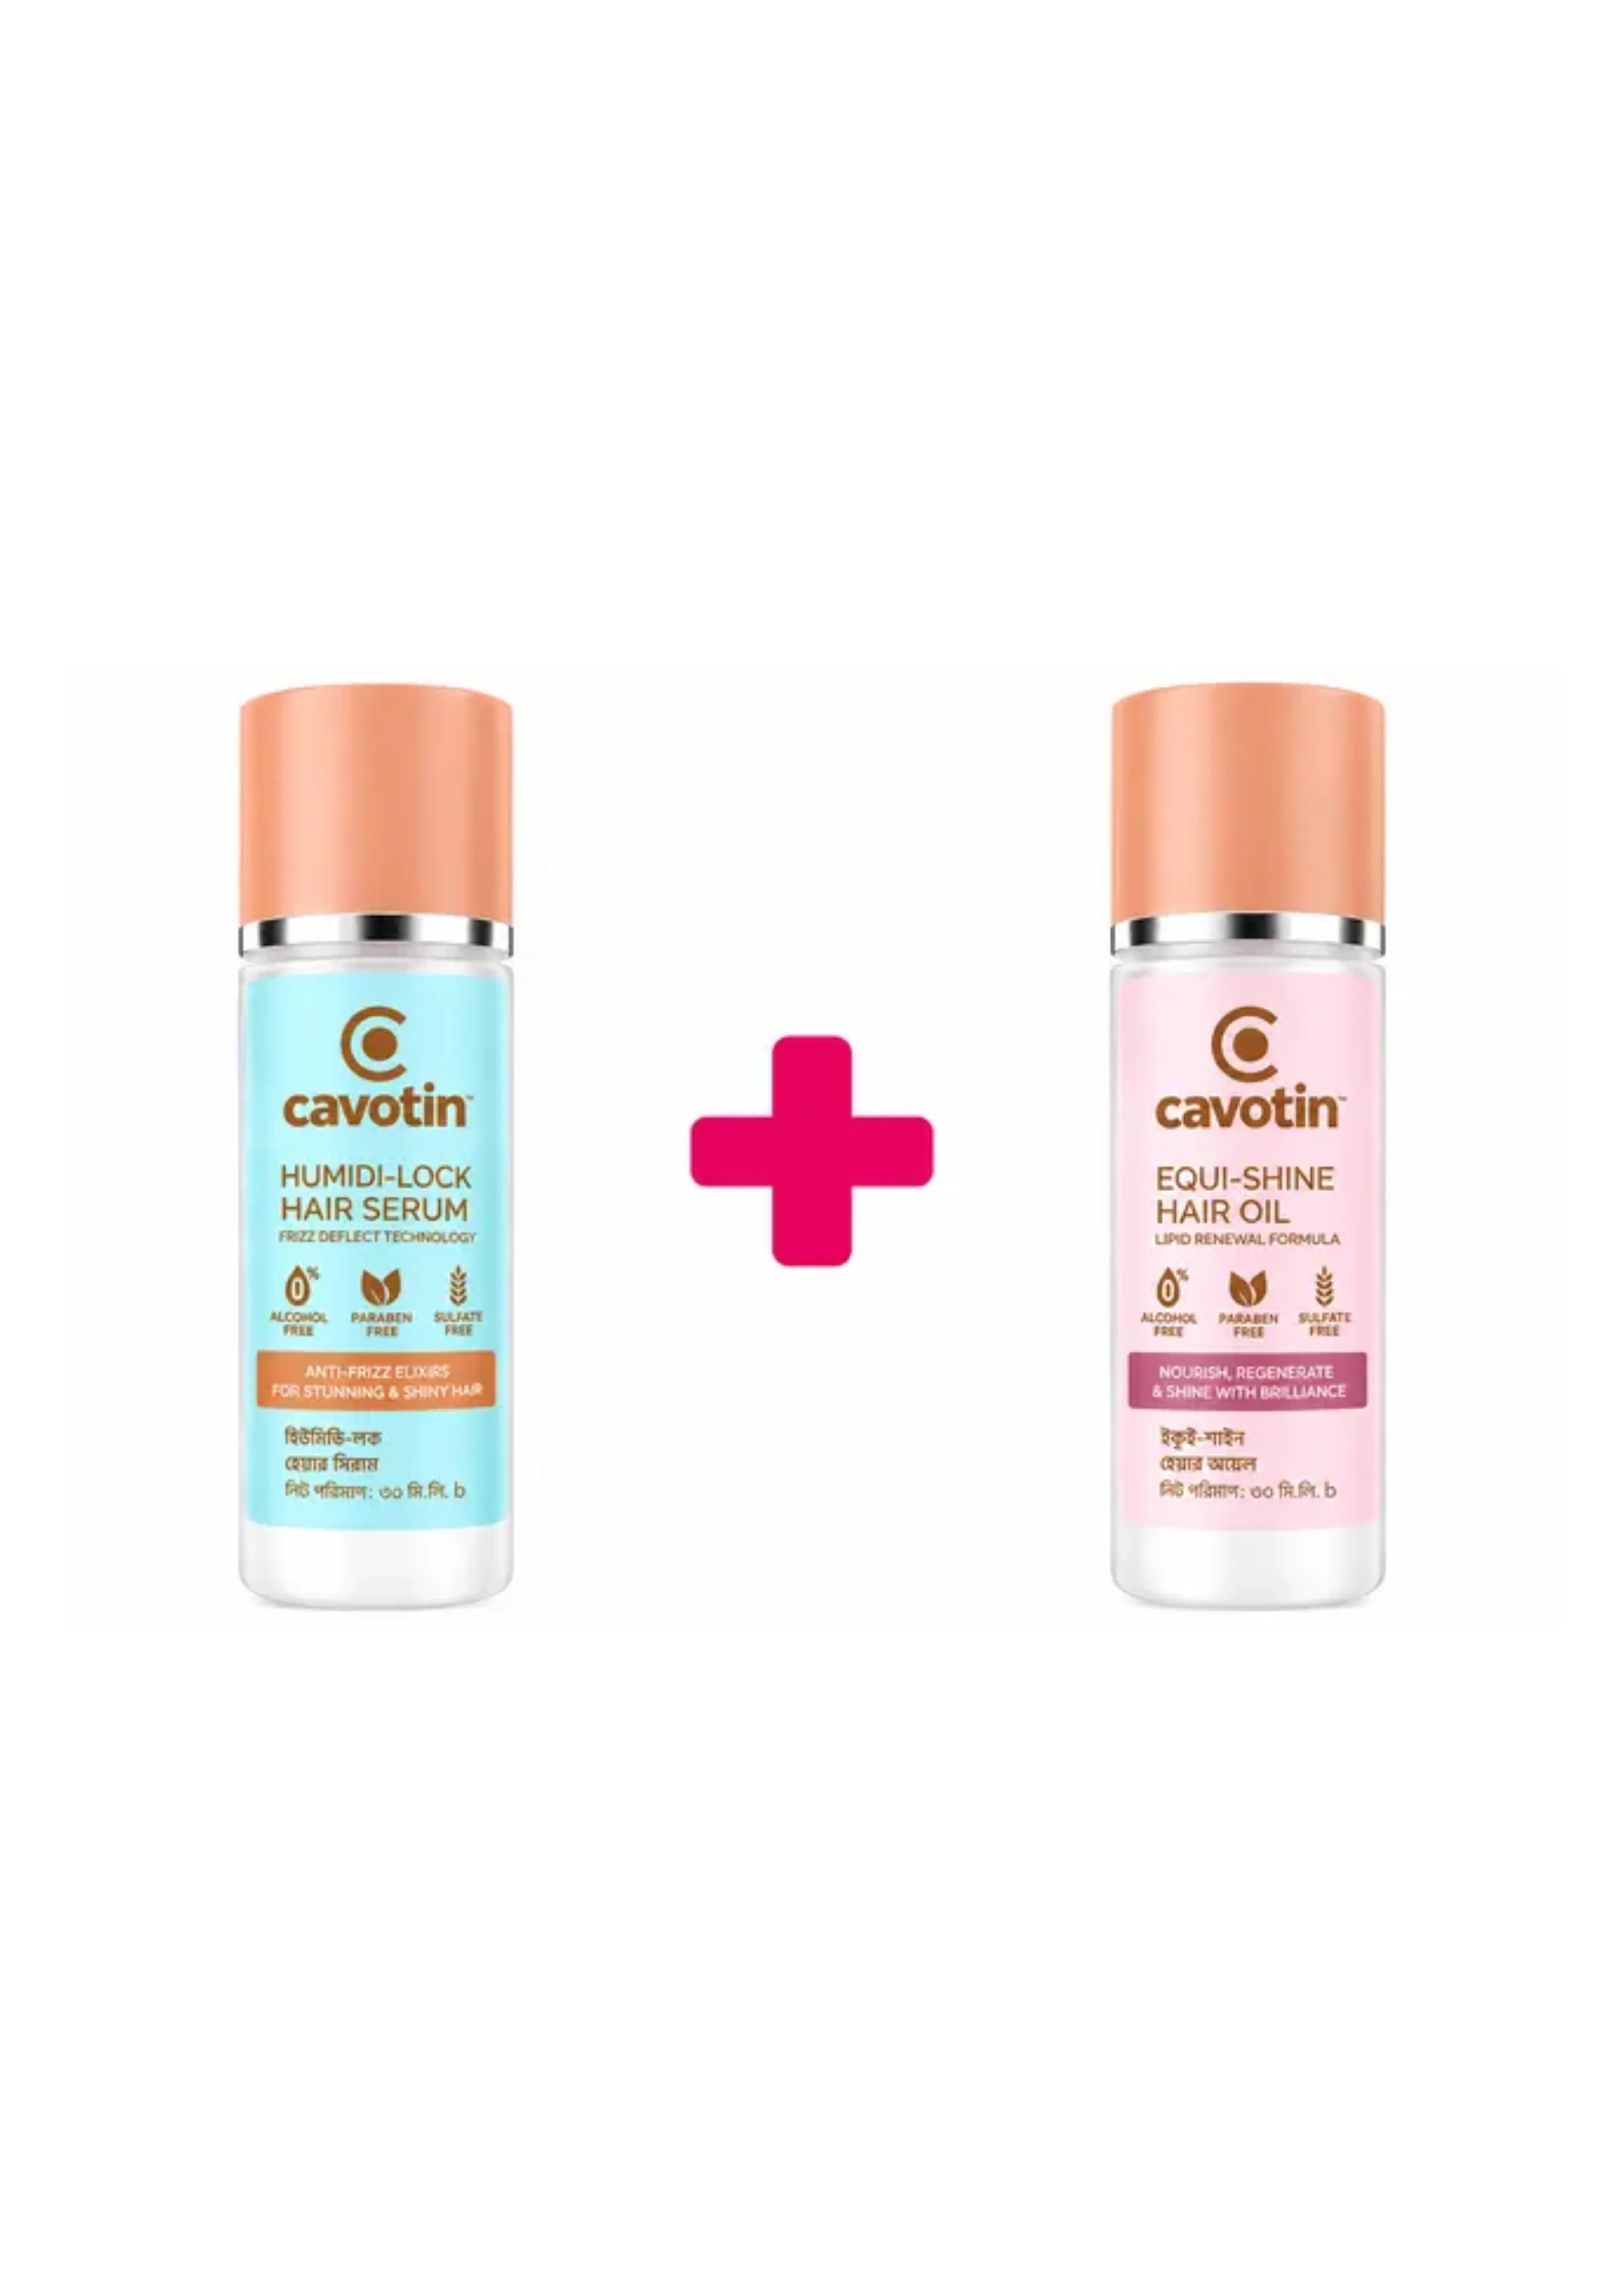 cavotin™
HUMIDI-LOCK
HAIR SERUM
FRIZZ DEFLECT TECHNOLOGY
0%
ALCOHOL
FREE
PARABEN
FREE
SULFATE
FREE
ANTI-FRIZZ ELIXIRS
FOR STUNNING & SHINY HAIR
হিউমিডি-লক
হেয়ার সিরাম
নিট পরিমাণ: ৩০ মি.লি. b
cavotin™
EQUI-SHINE
HAIR OIL
LIPID RENEWAL FORMULA
0%
ALCOHOL
FREE
PARABEN
FREE
SULFATE
FREE
NOURISH, REGENERATE
& SHINE WITH BRILLIANCE
ইকুই-শাইন
হেয়ার অয়েল
নিট পরিমাণ: ৩০ মি.লি. b